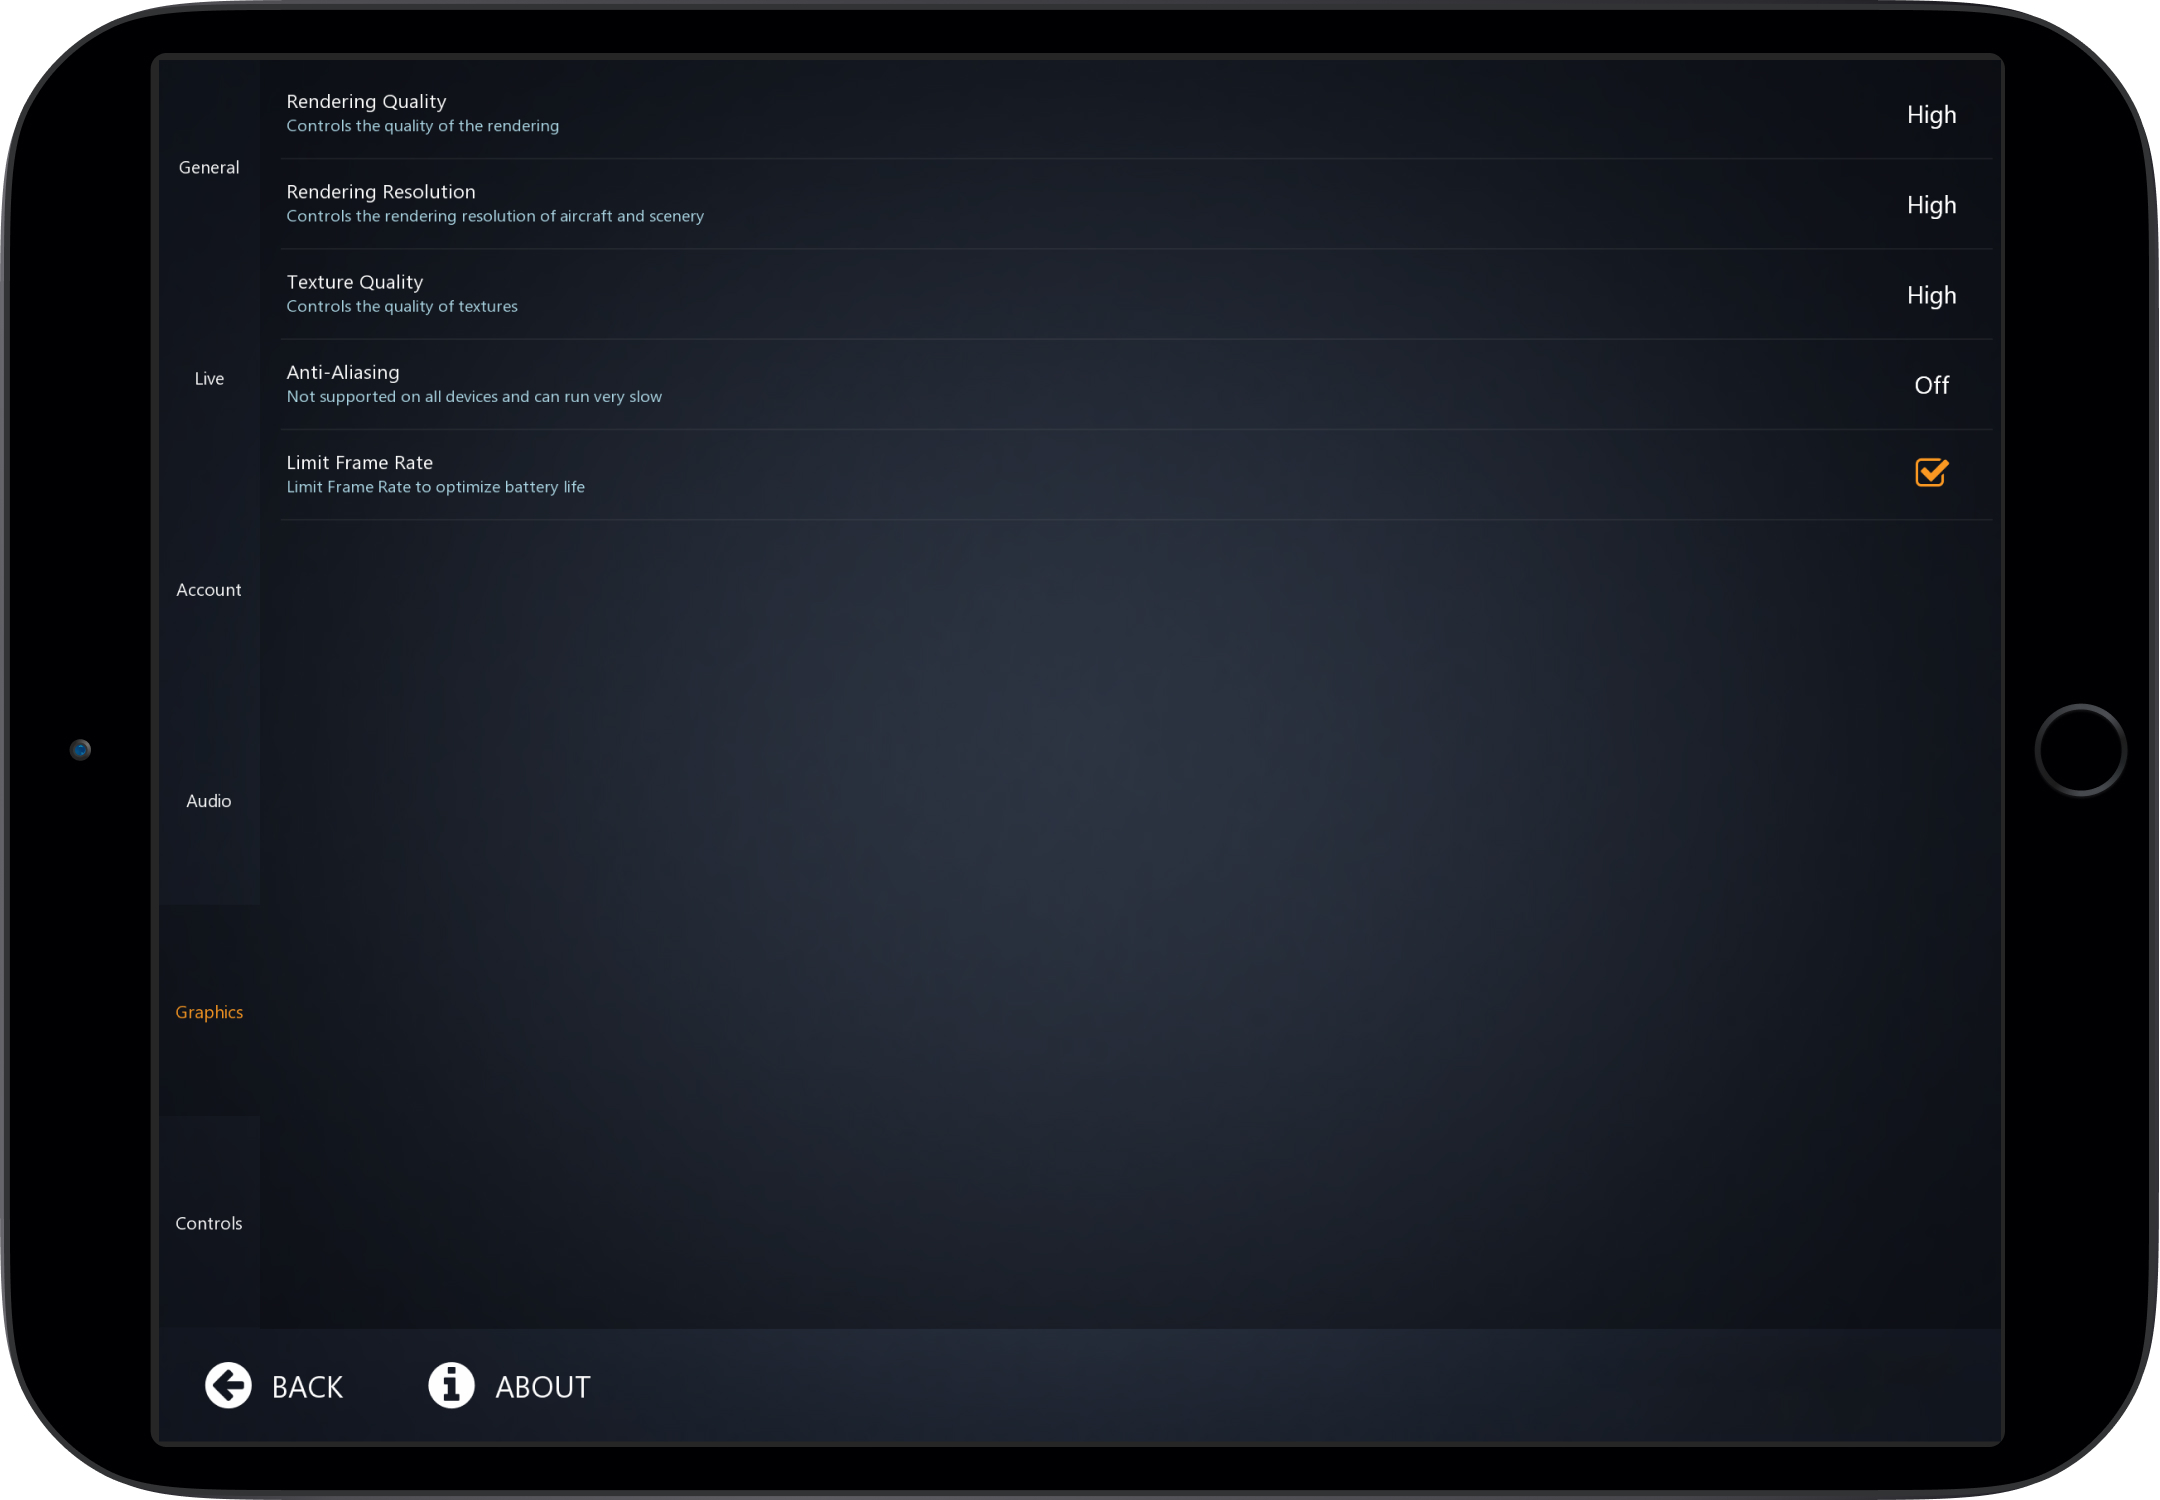 General
Live
Account
Audio
Graphics
Controls
Rendering Quality
Controls the quality of the rendering
High
Rendering Resolution
Controls the rendering resolution of aircraft and scenery
High
Texture Quality
Controls the quality of textures
High
Anti-Aliasing
Not supported on all devices and can run very slow
Off
Limit Frame Rate
Limit Frame Rate to optimize battery life
BACK
ABOUT